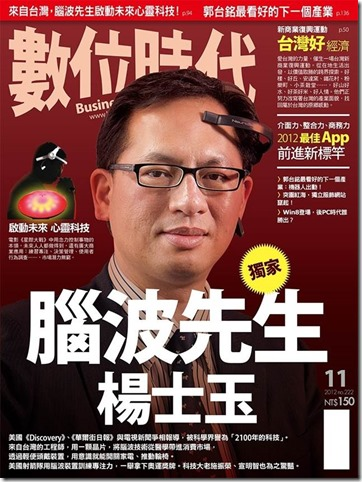 來自台灣，腦波先生啟動未來心靈科技！p.94
郭台銘最看好的下一個產業 p.136
數位時代
Business
新商業復興運動 p.50
台灣好經濟
介面力、整合力、商務力
2012最佳App
前進新標竿
》郭台銘最看好的下一個產業：機器人出動！
》突圍紅海，獨立服飾網站竄起！
》Win8登場，後PC時代誰勝出？
啟動未來 心靈科技
獨家
腦波先生
楊士玉
11
2012 no.222
NT$150
美國《Discovery》、《華爾街日報》與電視新聞爭相報導，被科學界譽為「2100年的科技」。
來自台灣的工程師，用一顆晶片，將腦波技術從醫學帶進消費市場，
透過輕便頭戴裝置，用意識就能開關家電、推動輪椅。
美國射箭隊用腦波裝置訓練專注力，一舉拿下奧運獎牌，科技大老施振榮、宣明智也為之驚豔。